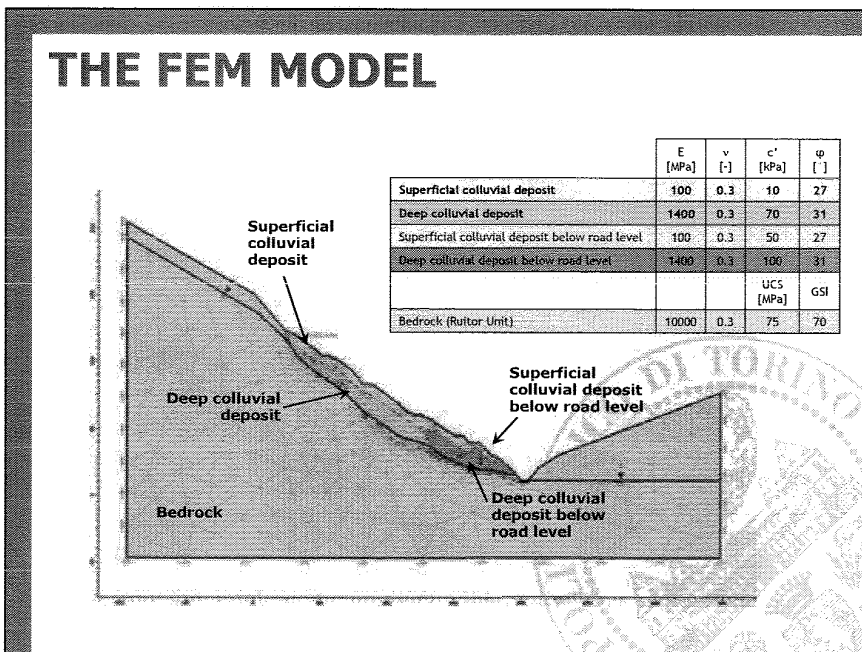 THE FEM MODEL
E [MPa] ν [-] c' [kPa] φ [°]
Superficial colluvial deposit 100 0.3 10 27
Deep colluvial deposit 1400 0.3 70 31
Superficial colluvial deposit below road level 100 0.3 50 27
Deep colluvial deposit below road level 1400 0.3 100 31
UCS [MPa] GSI
Bedrock (Ruitor Unit) 10000 0.3 75 70
Superficial
colluvial
deposit
Deep colluvial
deposit
Superficial
colluvial deposit
below road level
Deep colluvial
deposit below
road level
Bedrock
DI TORINO